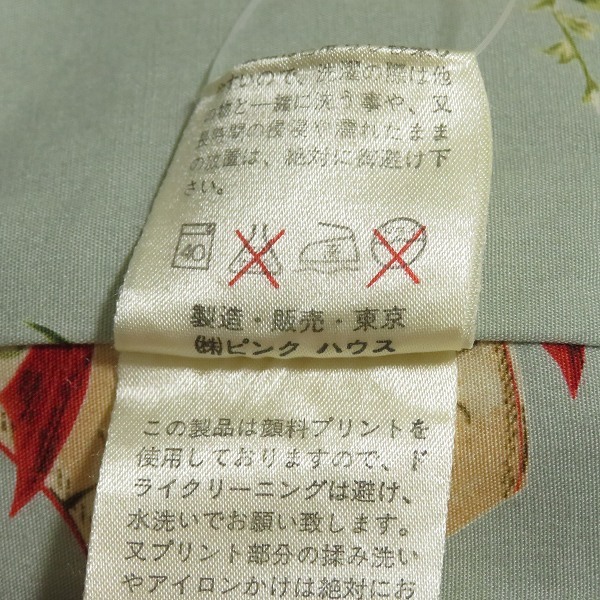 すいので、洗濯の際は他
の物と一緒に洗う事や、又
長時間の浸漬や濡れたまま
の放置は、絶対に御避け下
さい。
40
製造・販売・東京
㈱ピンク ハウス
この製品は顔料プリントを
使用しておりますので、ド
ライクリーニングは避け、
水洗いでお願い致します。
又プリント部分の揉み洗い
やアイロンかけは絶対にお